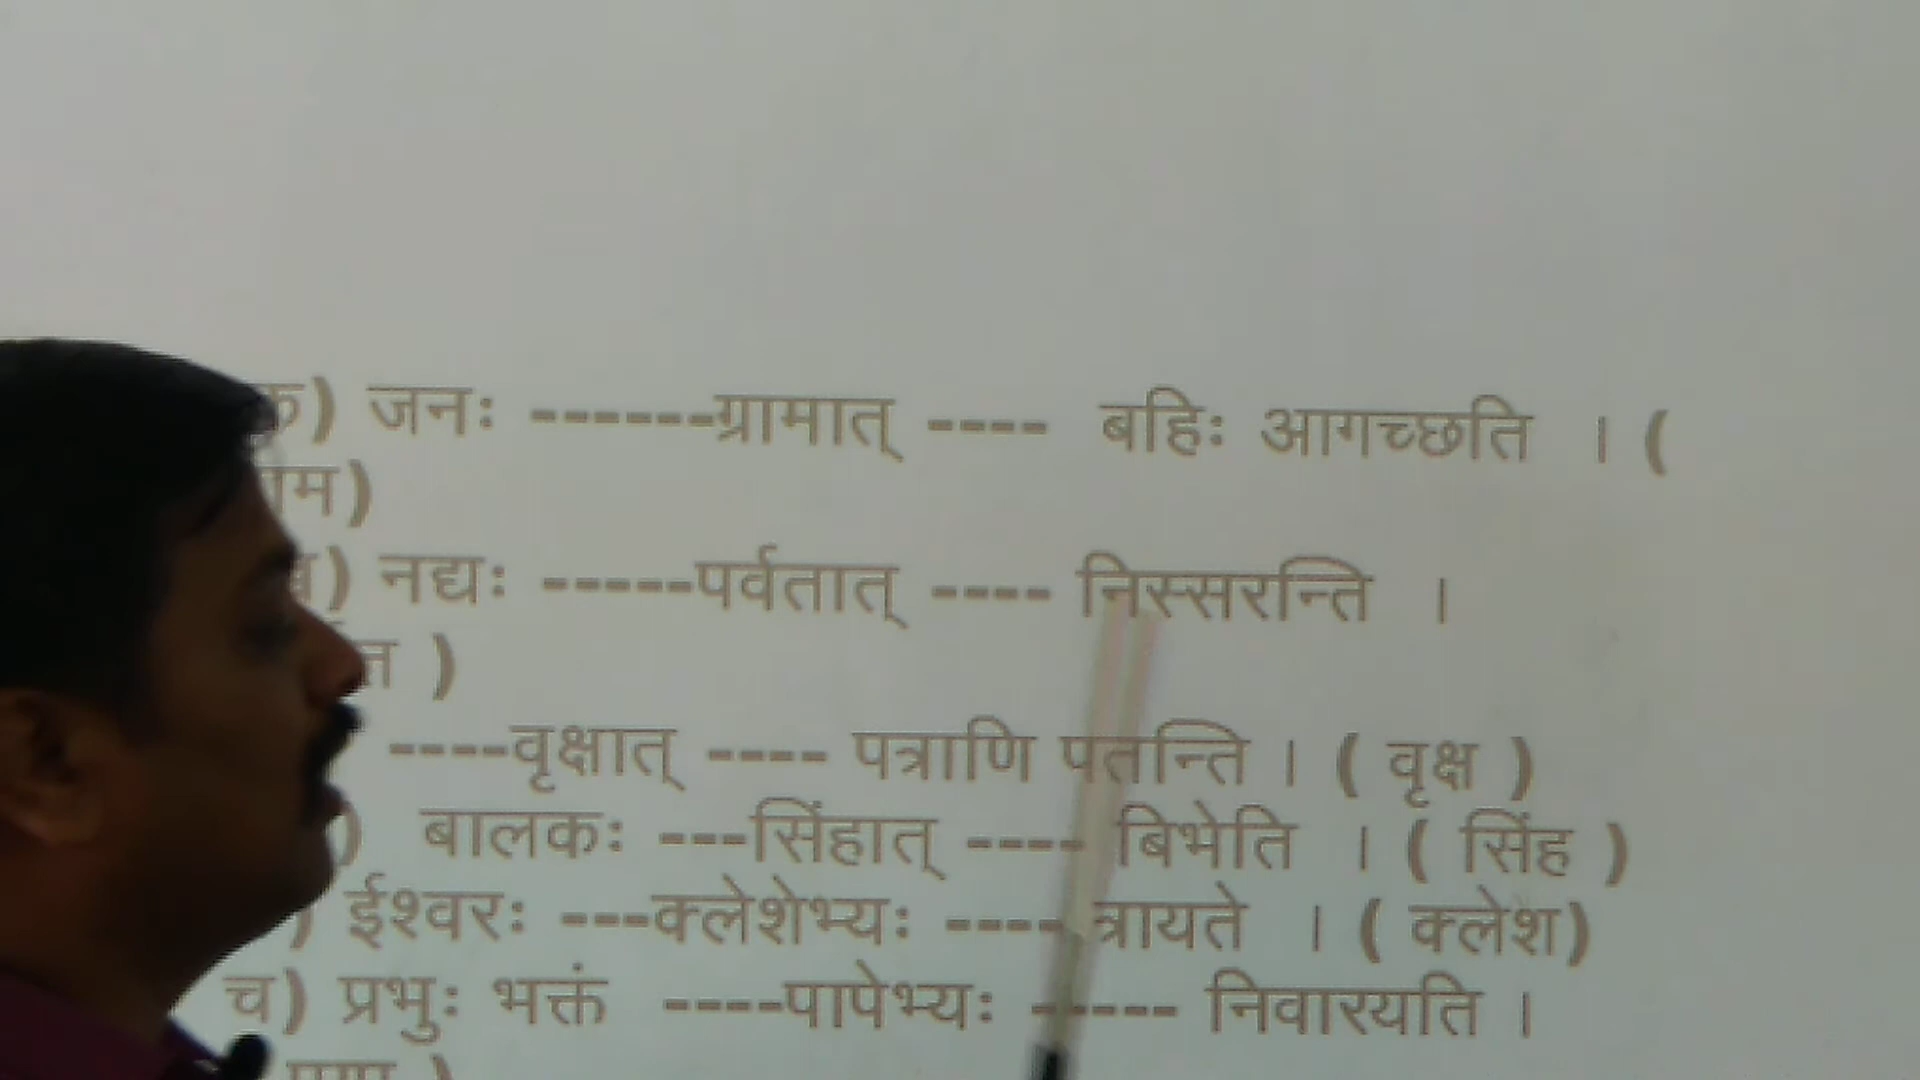 क) जनः ------ग्रामात् ---- बहिः आगच्छति । (
नद्यः -----पर्वतात् ---- निस्सरन्ति ।
----वृक्षात् ---- पत्राणि पतन्ति । ( वृक्ष )
) बालकः ---सिंहात् ---- बिभेति । ( सिंह )
) ईश्वरः ---क्लेशेभ्यः ---- त्रायते । ( क्लेश)
च) प्रभुः भक्तं ----पापेभ्यः ----- निवारयति ।